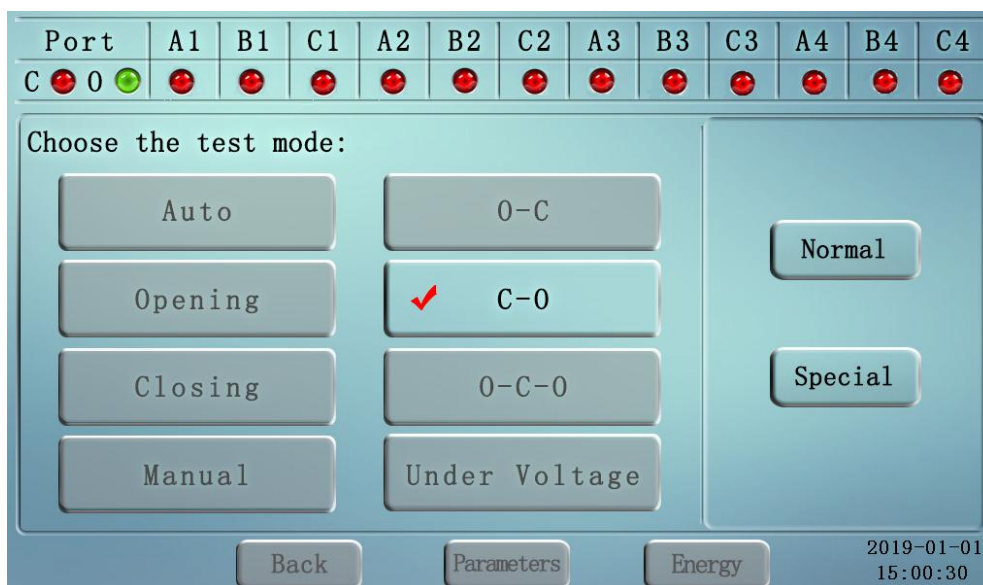 Port A1 B1 C1 A2 B2 C2 A3 B3 C3 A4 B4 C4
C O
Choose the test mode:
Auto O-C
Normal
Opening C-O
Closing O-C-O
Special
Manual Under Voltage
Back Parameters Energy
2019-01-01
15:00:30